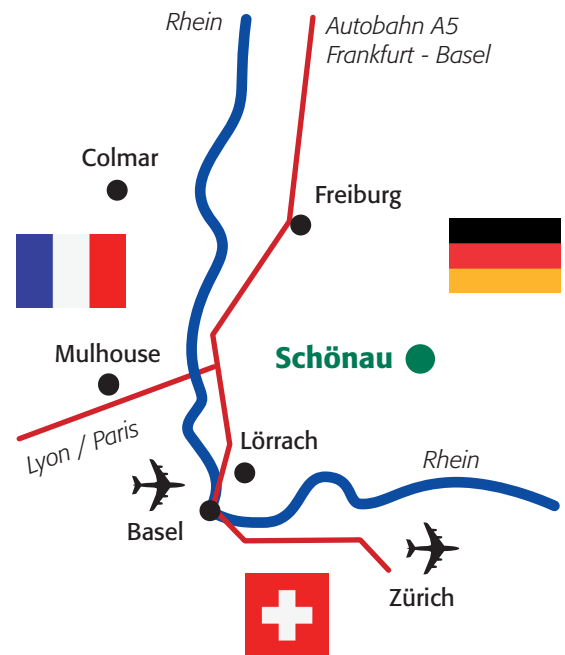 Rhein
Autobahn A5
Frankfurt - Basel
Colmar
Freiburg
Mulhouse
Schönau
Lyon / Paris
Lörrach
Rhein
Basel
Zürich